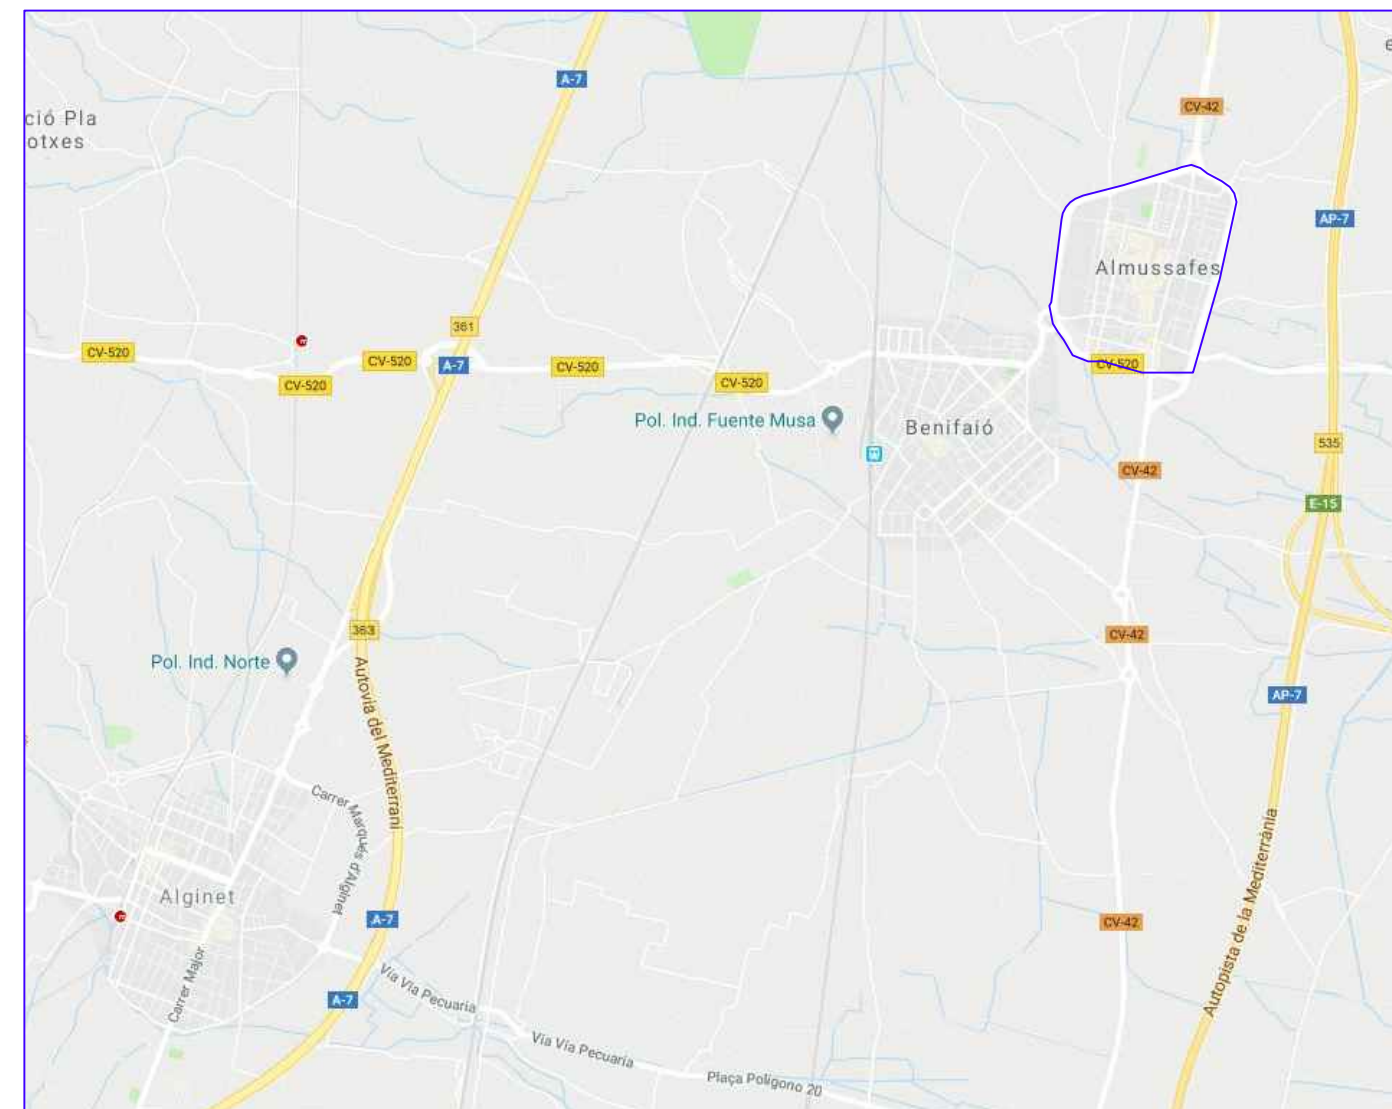 A-7
CV-42
ció Pla
otxes
AP-7
Almussafes
361
CV-520
CV-520
A-7
CV-520
CV-520
CV-520
CV-520
Pol. Ind. Fuente Musa
Benifaió
535
CV-42
E-15
363
CV-42
Pol. Ind. Norte
Autovia del Mediterrani
AP-7
Carrer Marqués d'Alginet
Autopista de la Mediterrània
Alginet
A-7
CV-42
Carrer Major
Via Vía Pecuaria
A-7
Via Vía Pecuaria
Plaça Polígono 20